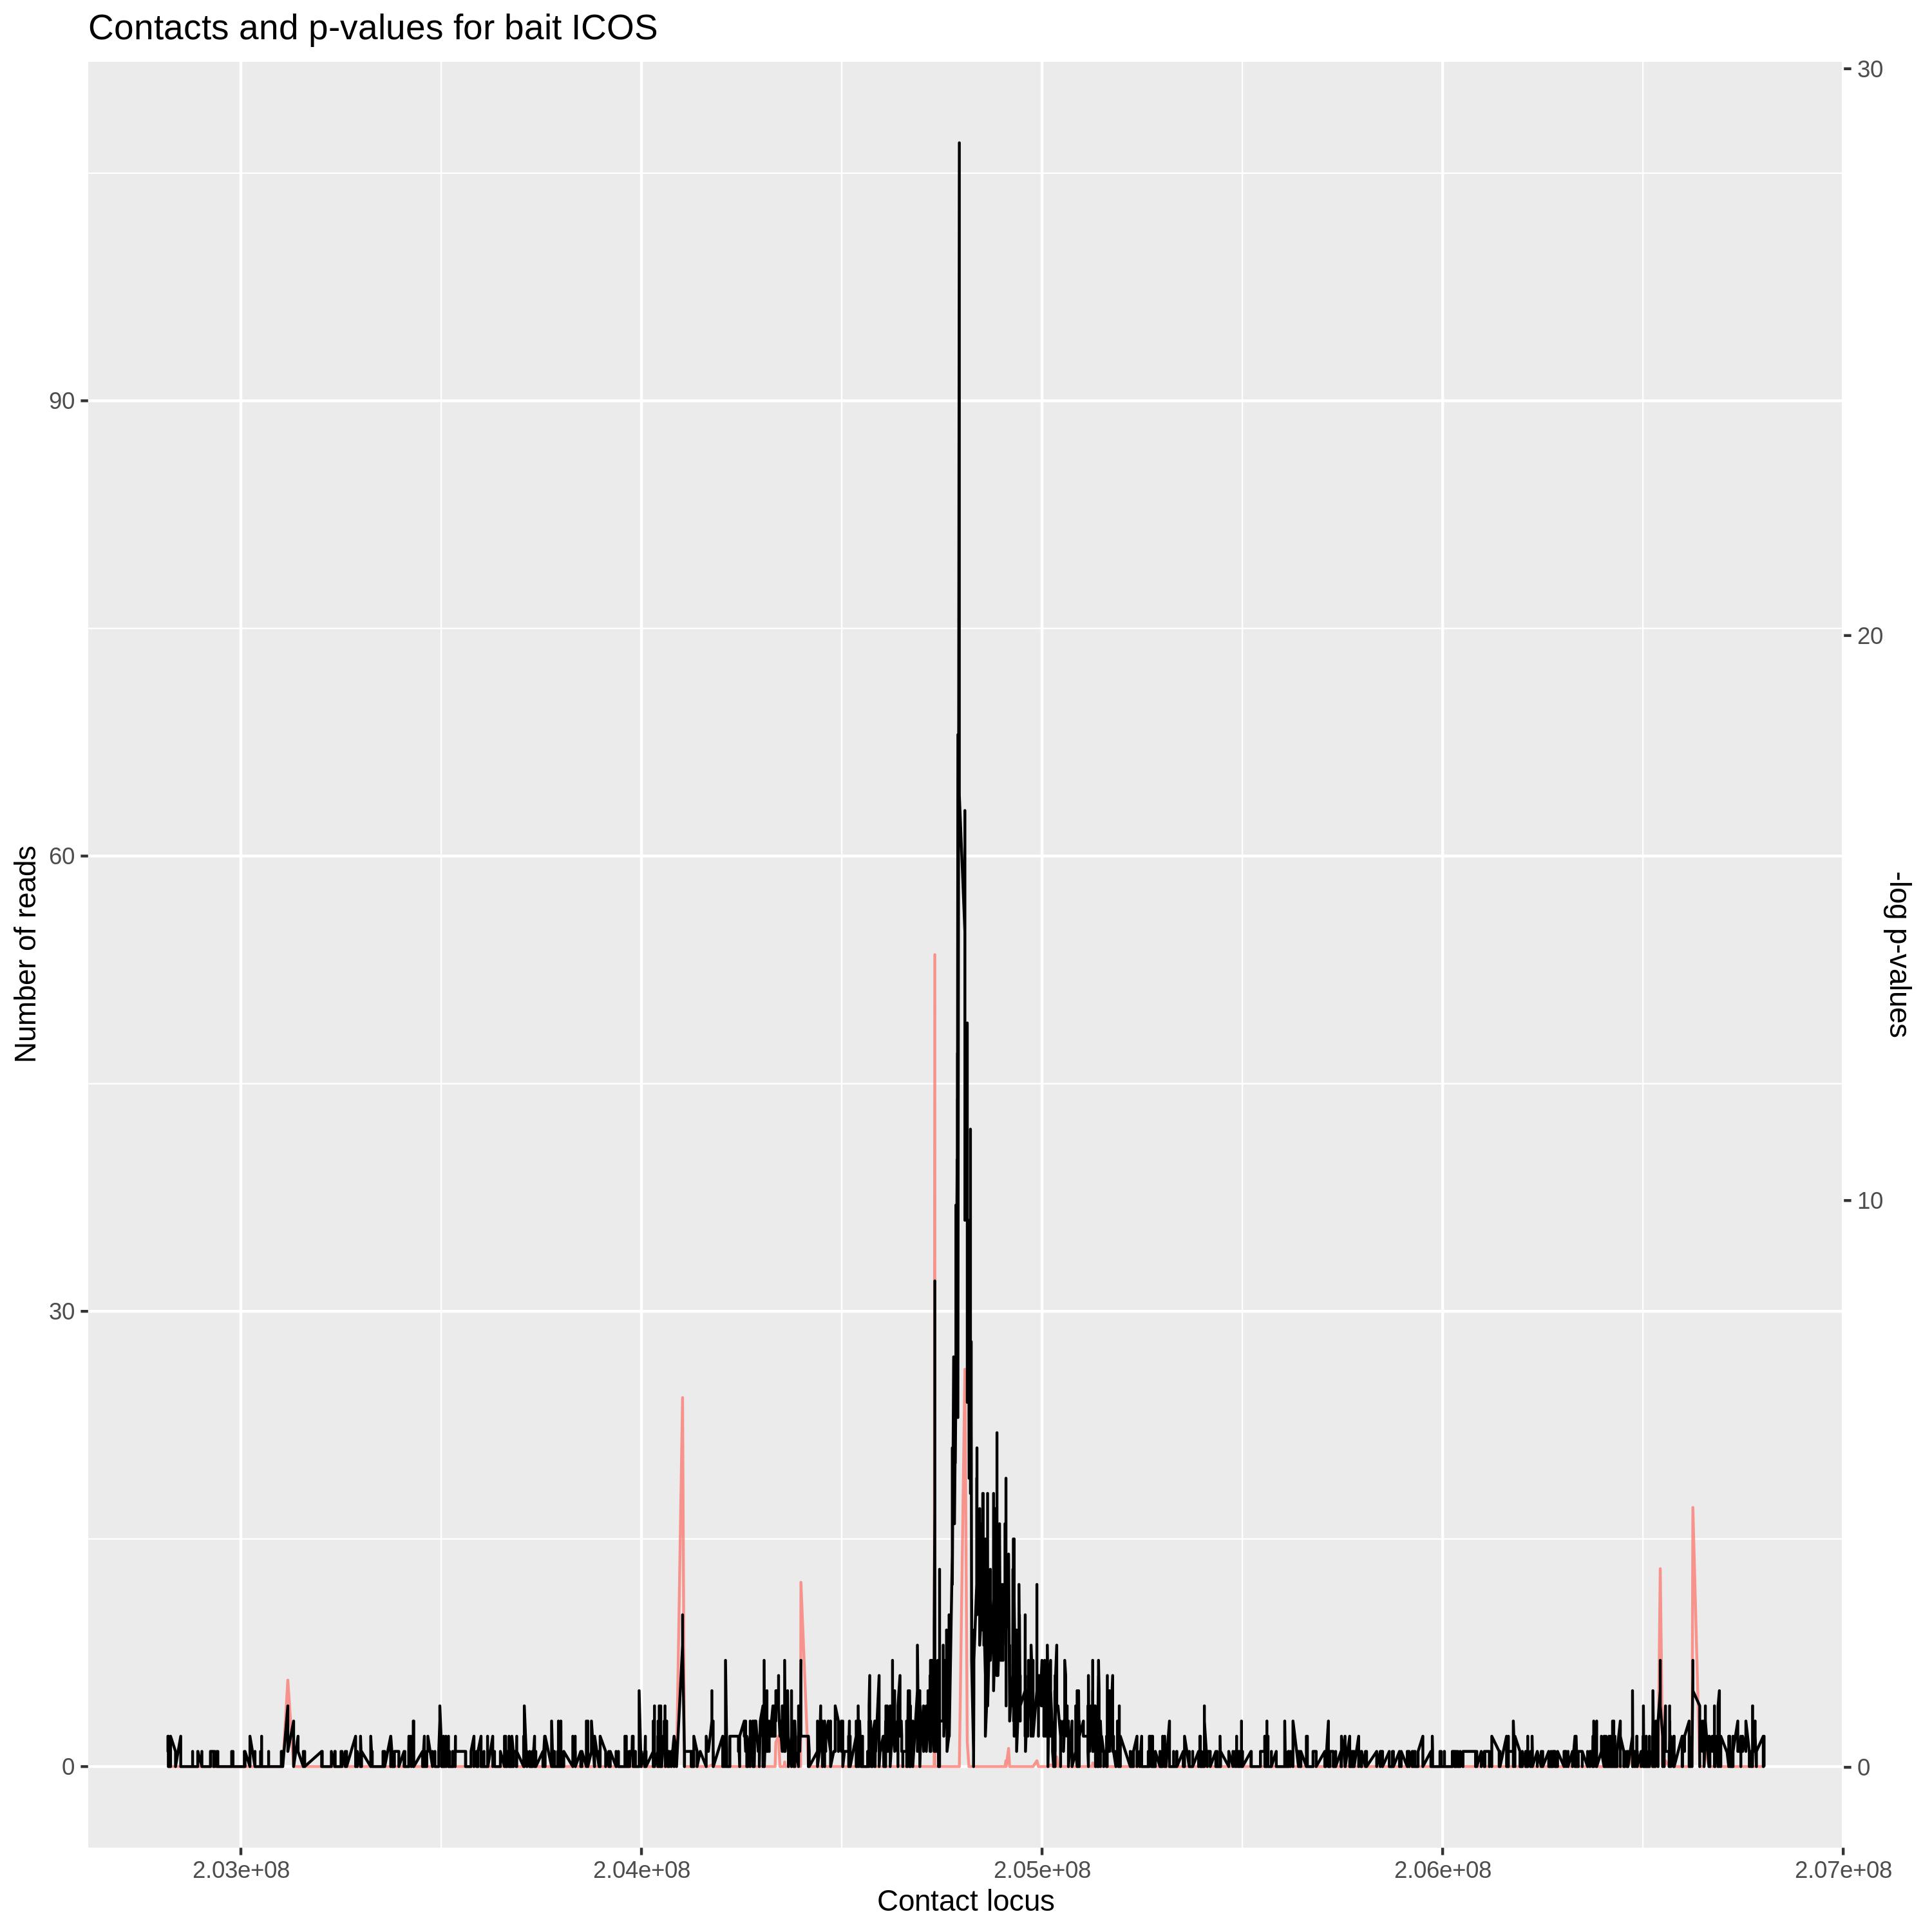 Contacts and p-values for bait ICOS
30
90
20
60
Number of reads
-log p-values
10
30
0
0
2.03e+08
2.04e+08
2.05e+08
2.06e+08
2.07e+08
Contact locus